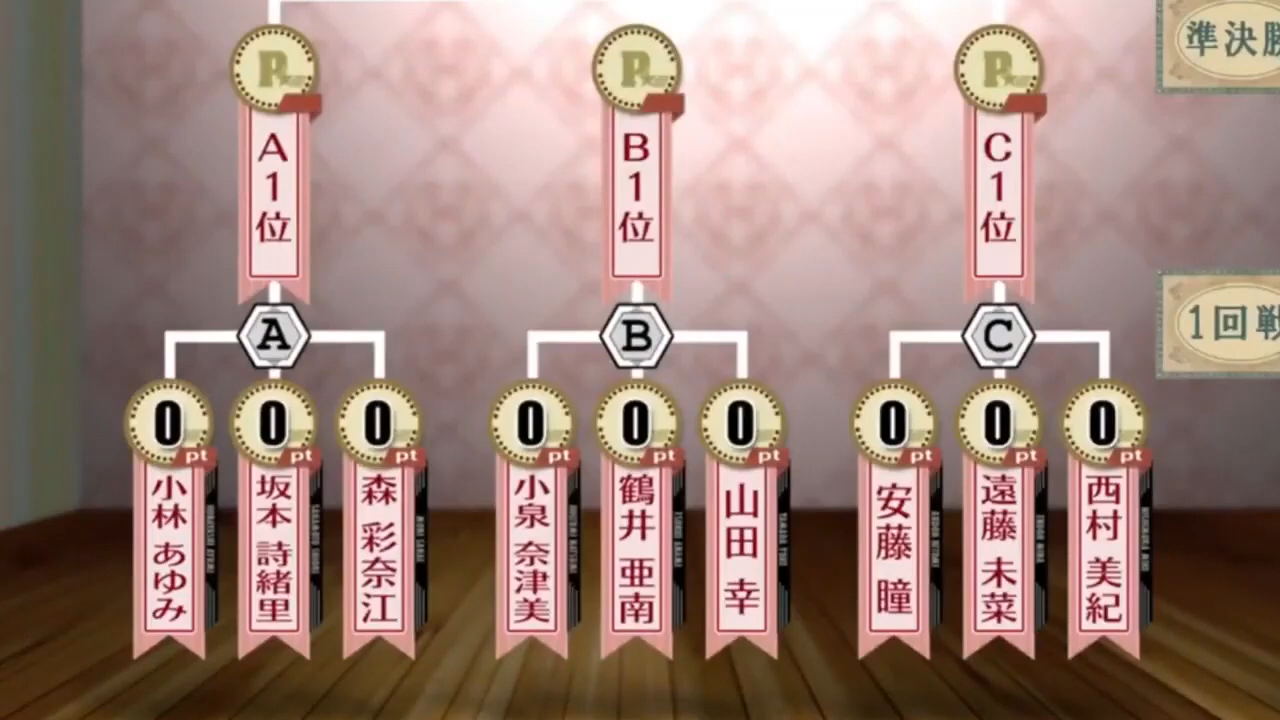 準決勝
A1位
B1位
C1位
1回戦
A
B
C
0pt
0pt
0pt
0pt
0pt
0pt
0pt
0pt
0pt
小林 あゆみ
坂本 詩緒里
森 彩奈江
小泉 奈津美
鶴井 亜南
山田 幸
安藤 瞳
遠藤 未菜
西村 美紀